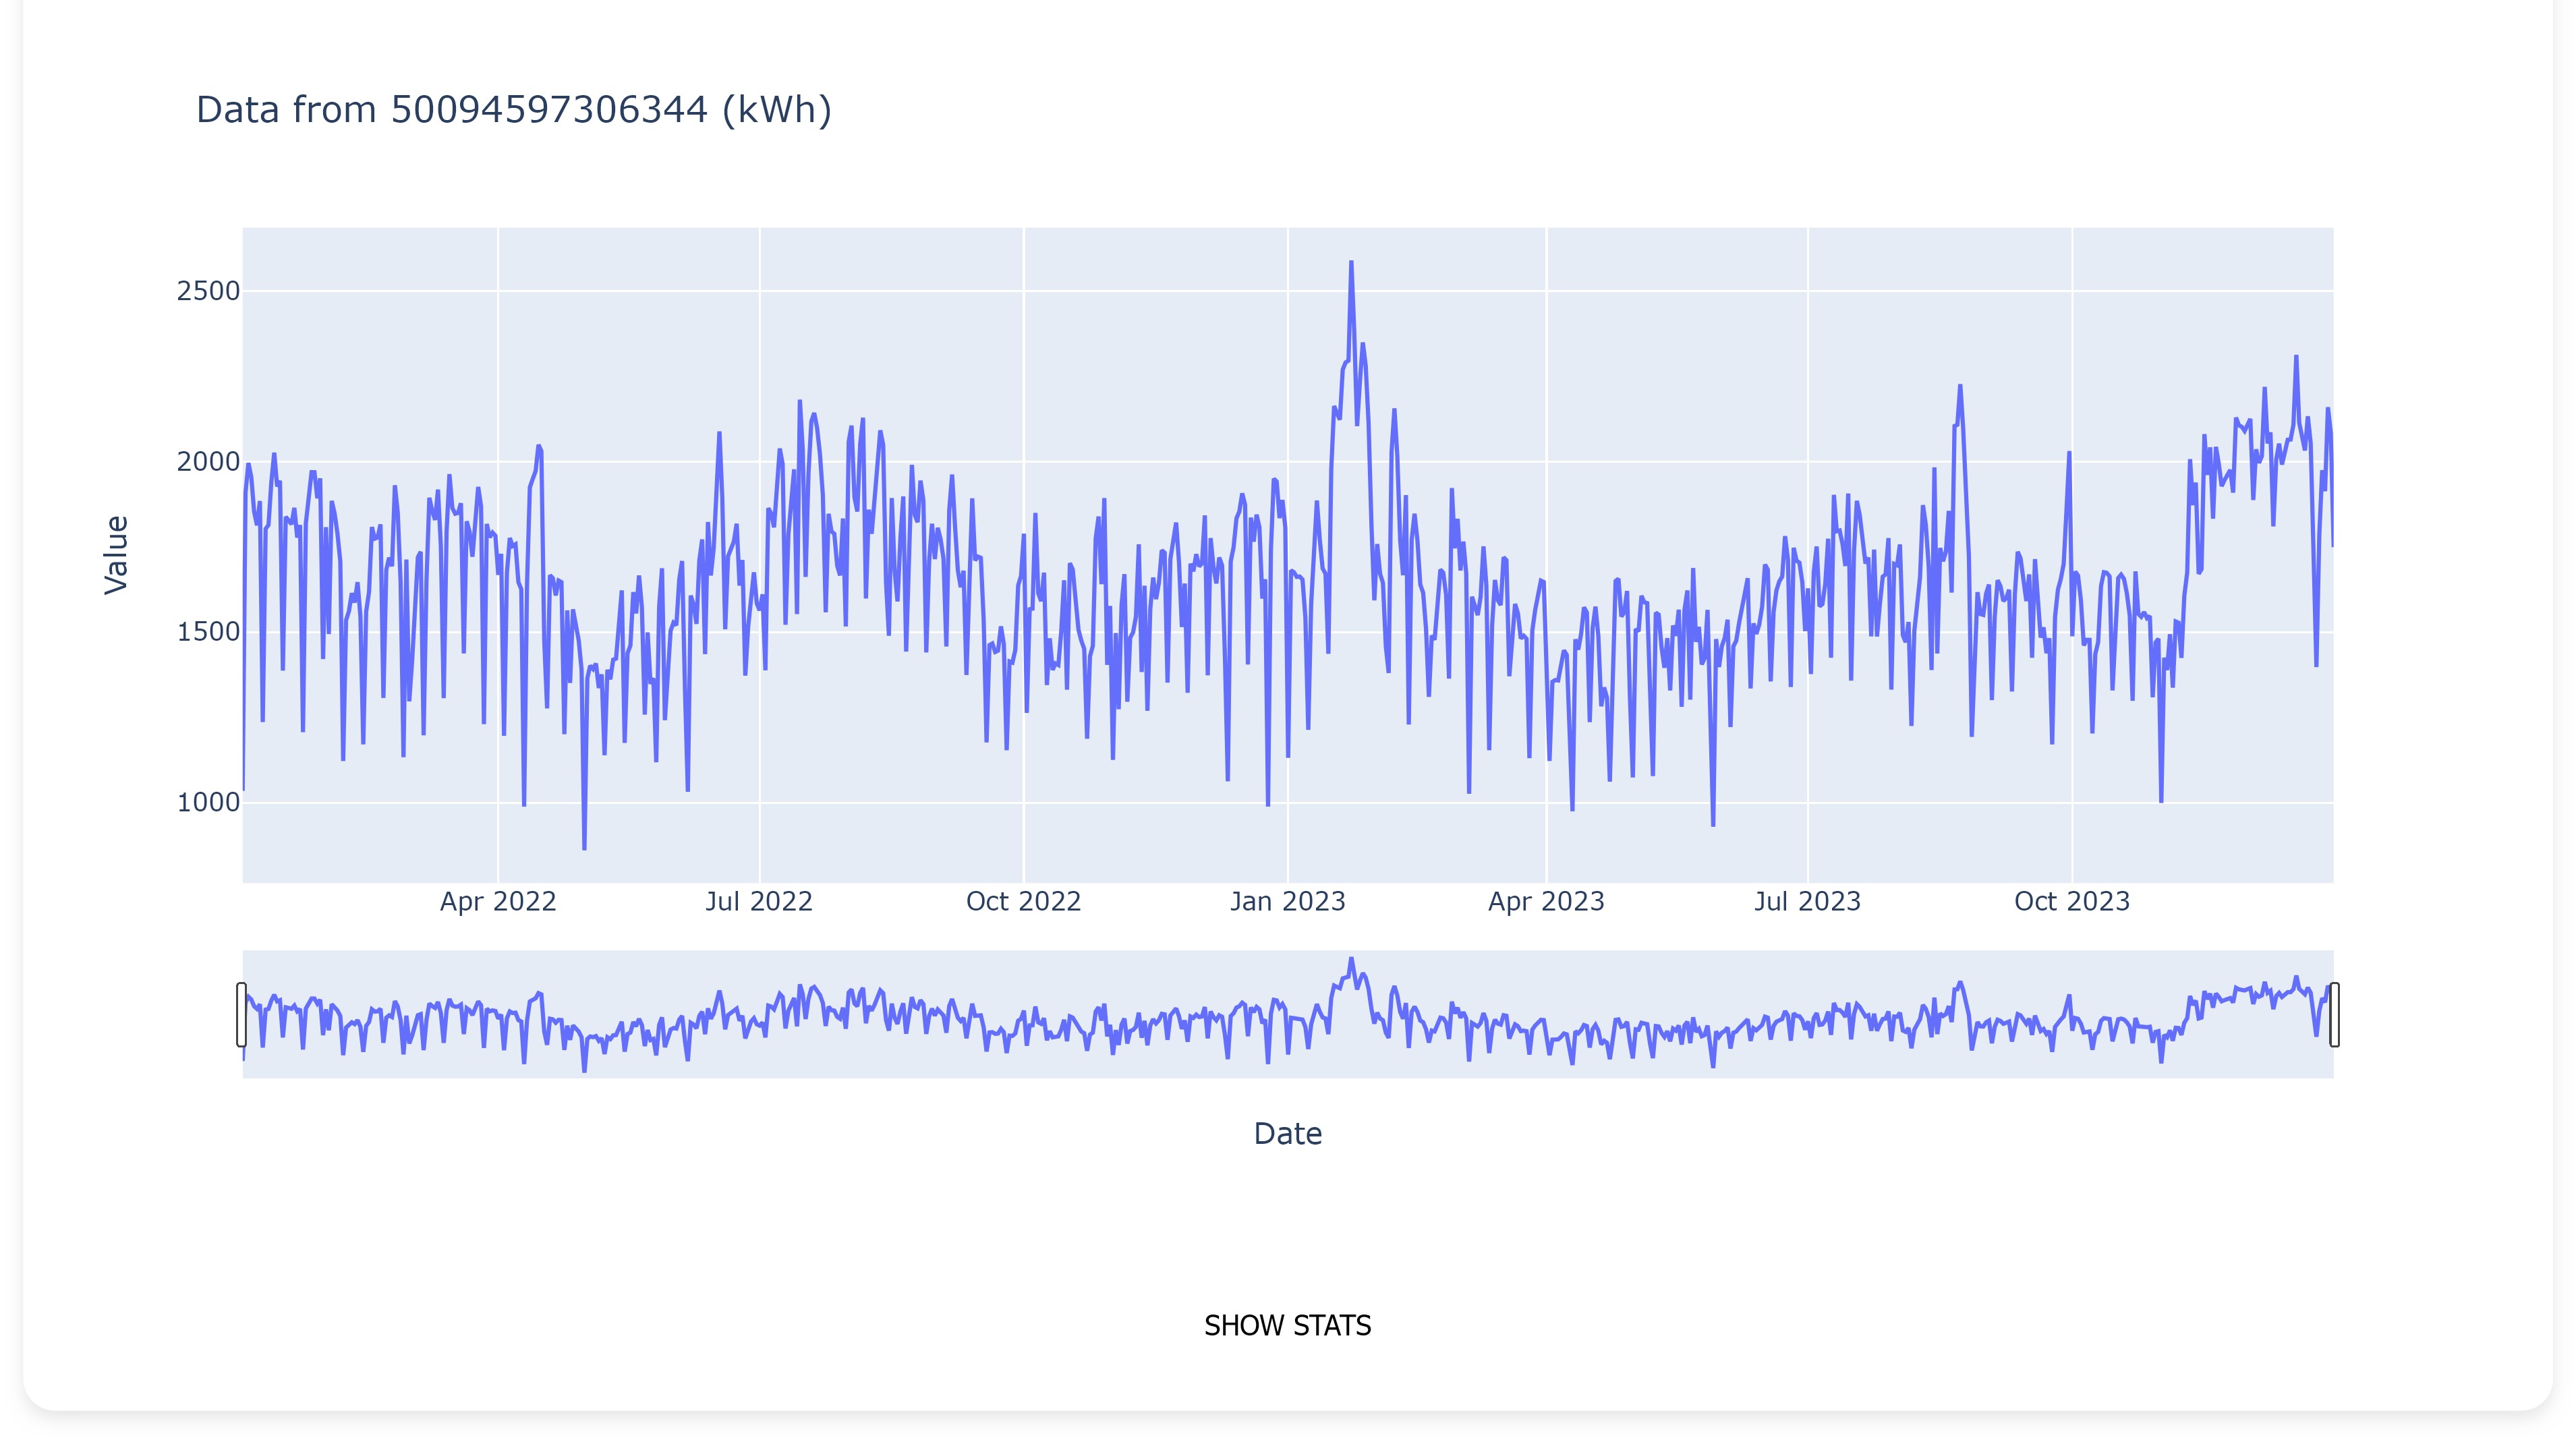 Data from 50094597306344 (kWh)
2500
2000
1500
1000
Value
Apr 2022
Jul 2022
Oct 2022
Jan 2023
Apr 2023
Jul 2023
Oct 2023
Date
SHOW STATS